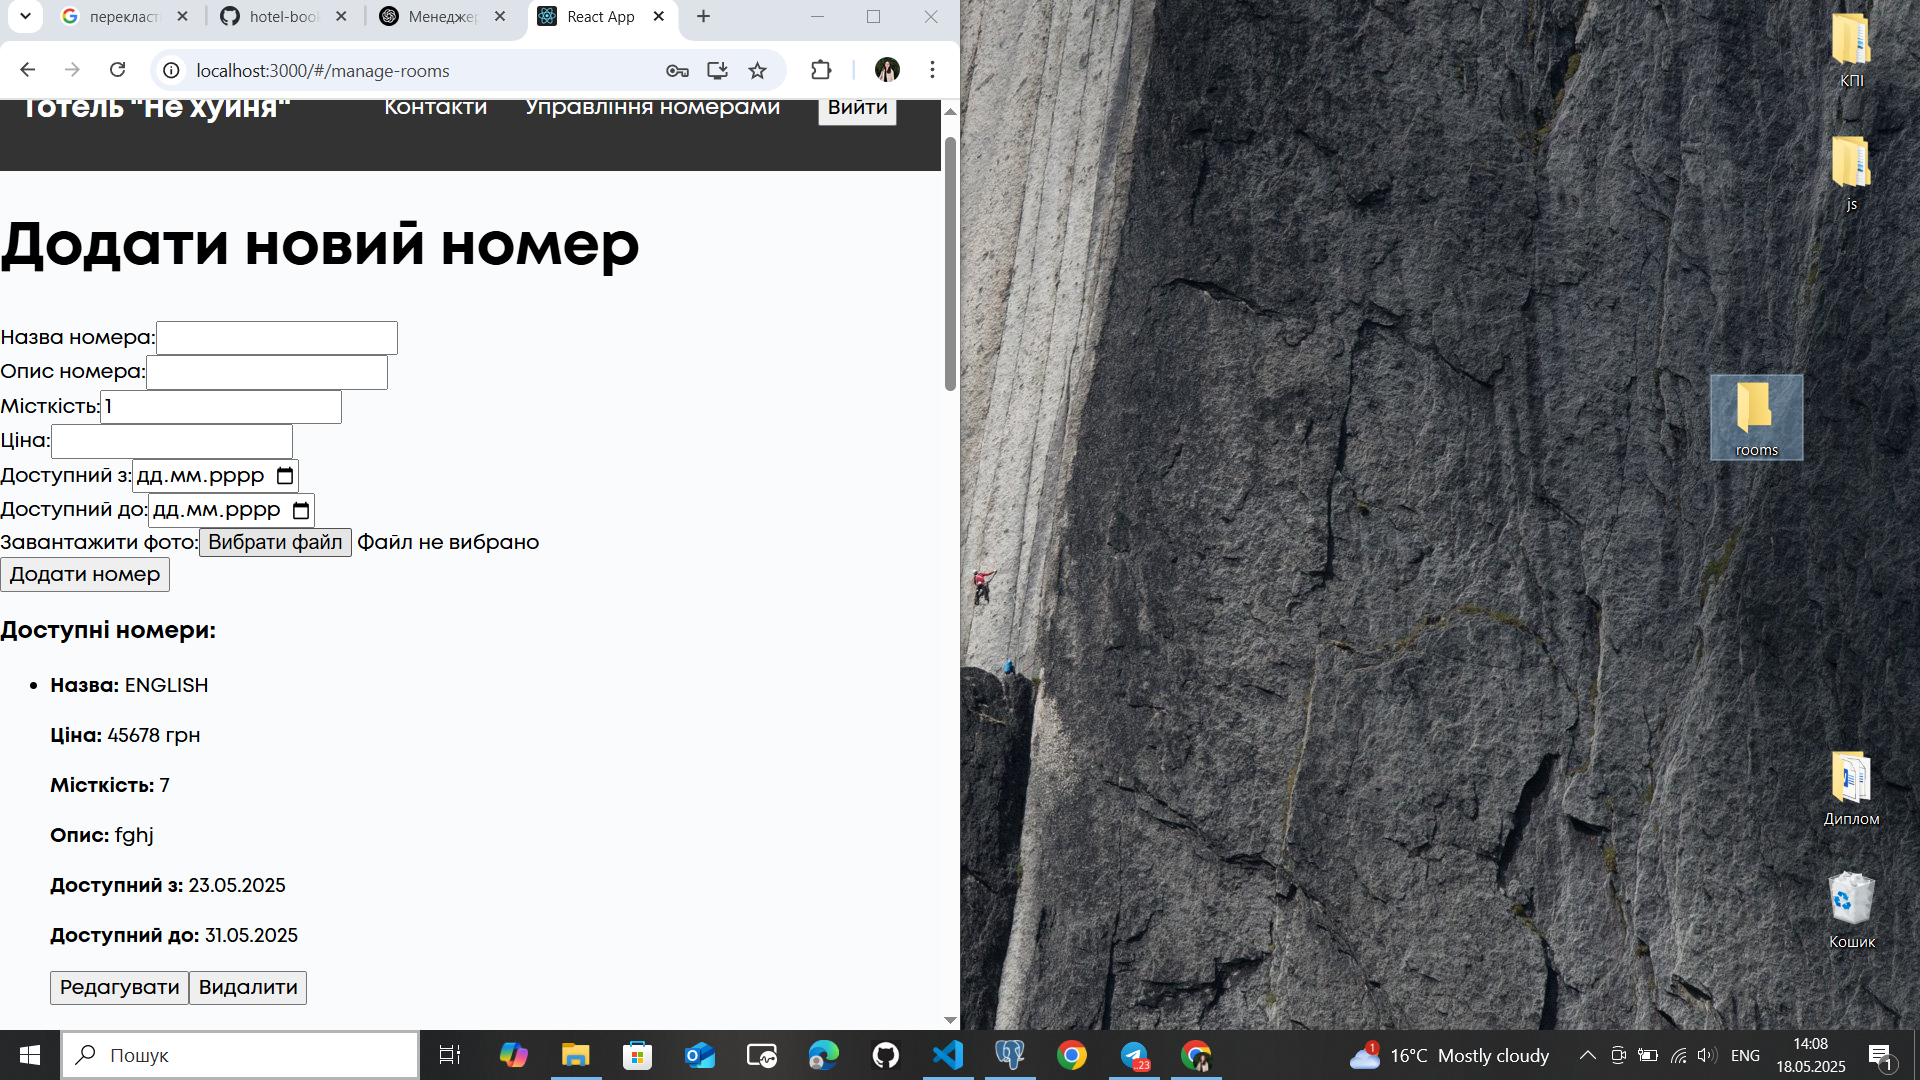 перекласт
hotel-boo
Менеджер
React App
localhost:3000/#/manage-rooms
Готель "Не хуйня"
Контакти
Управління номерами
Вийти
Додати новий номер
Назва номера:
Опис номера:
Місткість: 1
Ціна:
Доступний з: дд.мм.рррр
Доступний до: дд.мм.рррр
Завантажити фото: Вибрати файл Файл не вибрано
Додати номер
Доступні номери:
Назва: ENGLISH
Ціна: 45678 грн
Місткість: 7
Опис: fghj
Доступний з: 23.05.2025
Доступний до: 31.05.2025
Редагувати Видалити
КПІ
js
rooms
Диплом
Кошик
Пошук
..23
1
16°C Mostly cloudy
ENG
14:08
18.05.2025
1